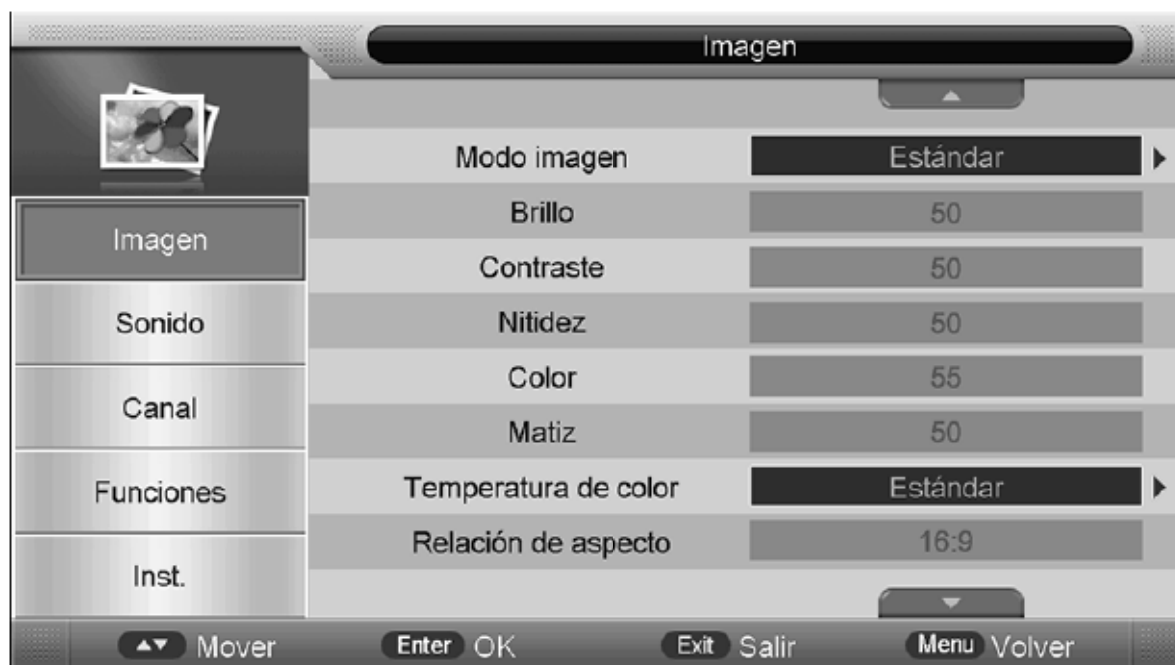 Imagen
Modo imagen Estándar
Brillo 50
Imagen
Contraste 50
Sonido
Nitidez 50
Color 55
Canal
Matiz 50
Funciones
Temperatura de color Estándar
Relación de aspecto 16:9
Inst.
Mover Enter OK Exit Salir Menu Volver